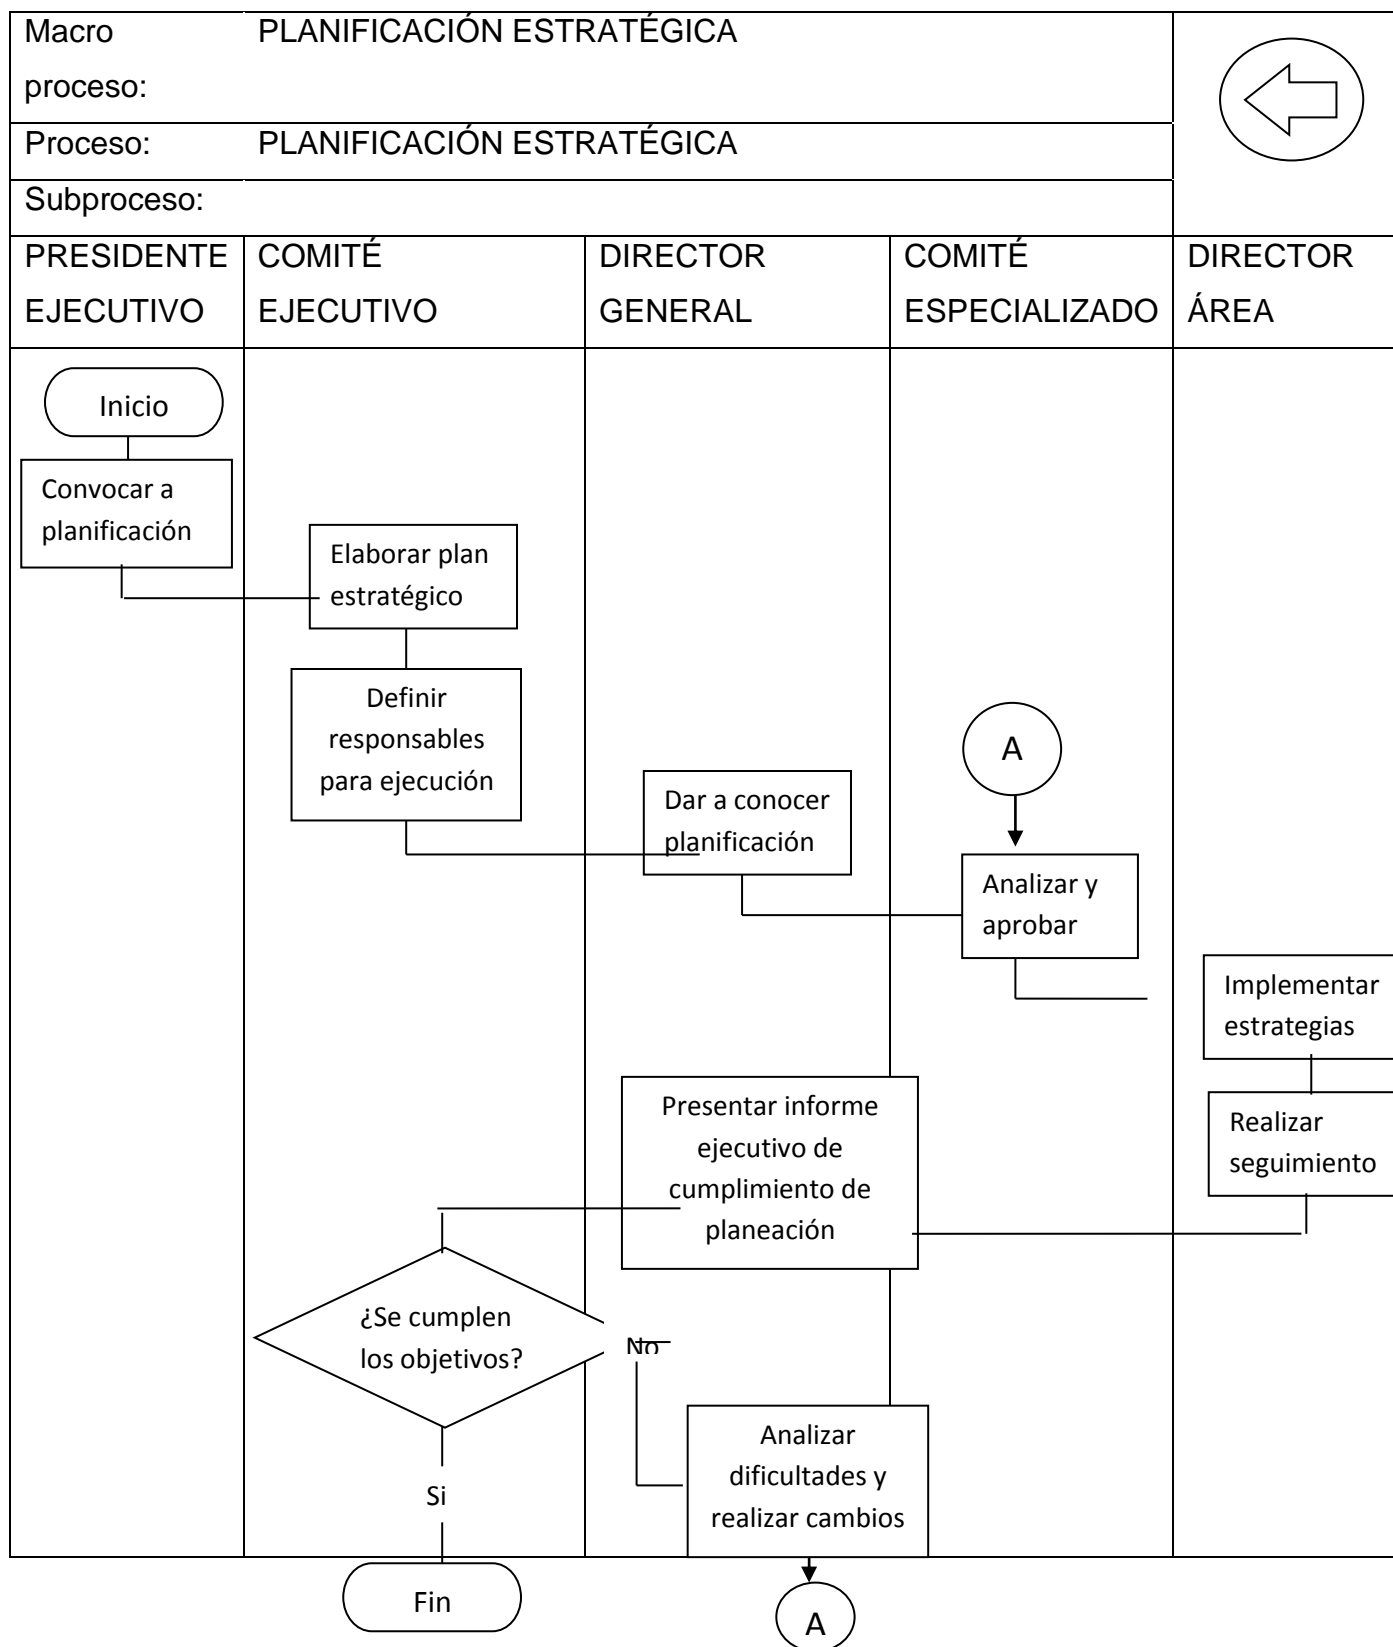 Macro
proceso:
PLANIFICACIÓN ESTRATÉGICA
Proceso:
PLANIFICACIÓN ESTRATÉGICA
Subproceso:
PRESIDENTE
EJECUTIVO
COMITÉ
EJECUTIVO
DIRECTOR
GENERAL
COMITÉ
ESPECIALIZADO
DIRECTOR
ÁREA
Inicio
Convocar a
planificación
Elaborar plan
estratégico
Definir
responsables
para ejecución
Dar a conocer
planificación
A
Analizar y
aprobar
Implementar
estrategias
Realizar
seguimiento
Presentar informe
ejecutivo de
cumplimiento de
planeación
¿Se cumplen
los objetivos?
No
Analizar
dificultades y
realizar cambios
Si
Fin
A